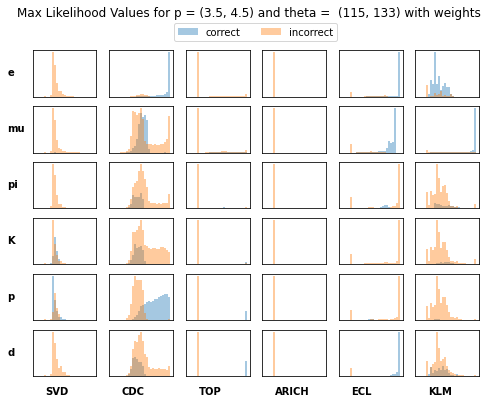 Max Likelihood Values for p = (3.5, 4.5) and theta =  (115, 133) with weights
correct incorrect
e
mu
pi
K
p
d
SVD CDC TOP ARICH ECL KLM